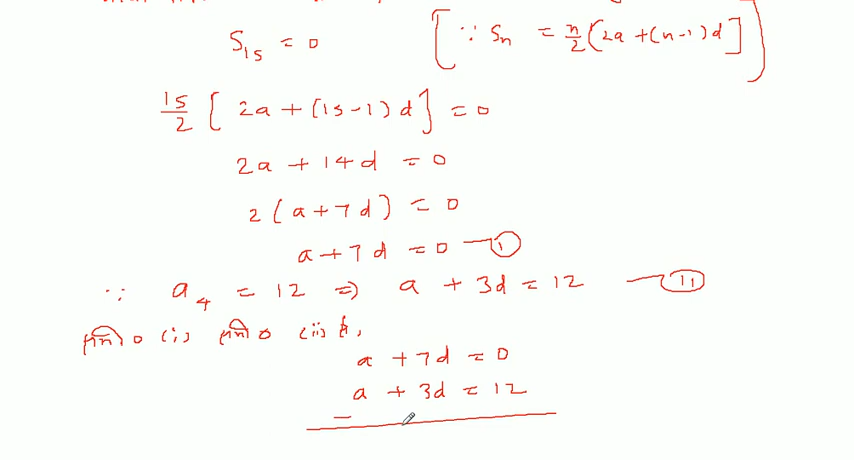 S₁₅ = 0 [∵ Sₙ = n/2 (2a + (n-1)d]
15/2 [2a + (15-1)d] = 0
2a + 14d = 0
2(a + 7d) = 0
a + 7d = 0 — (i)
∵ a₄ = 12 ⇒ a + 3d = 12 — (ii)
समी० (i) समी० (ii) से,
a + 7d = 0
a + 3d = 12
−